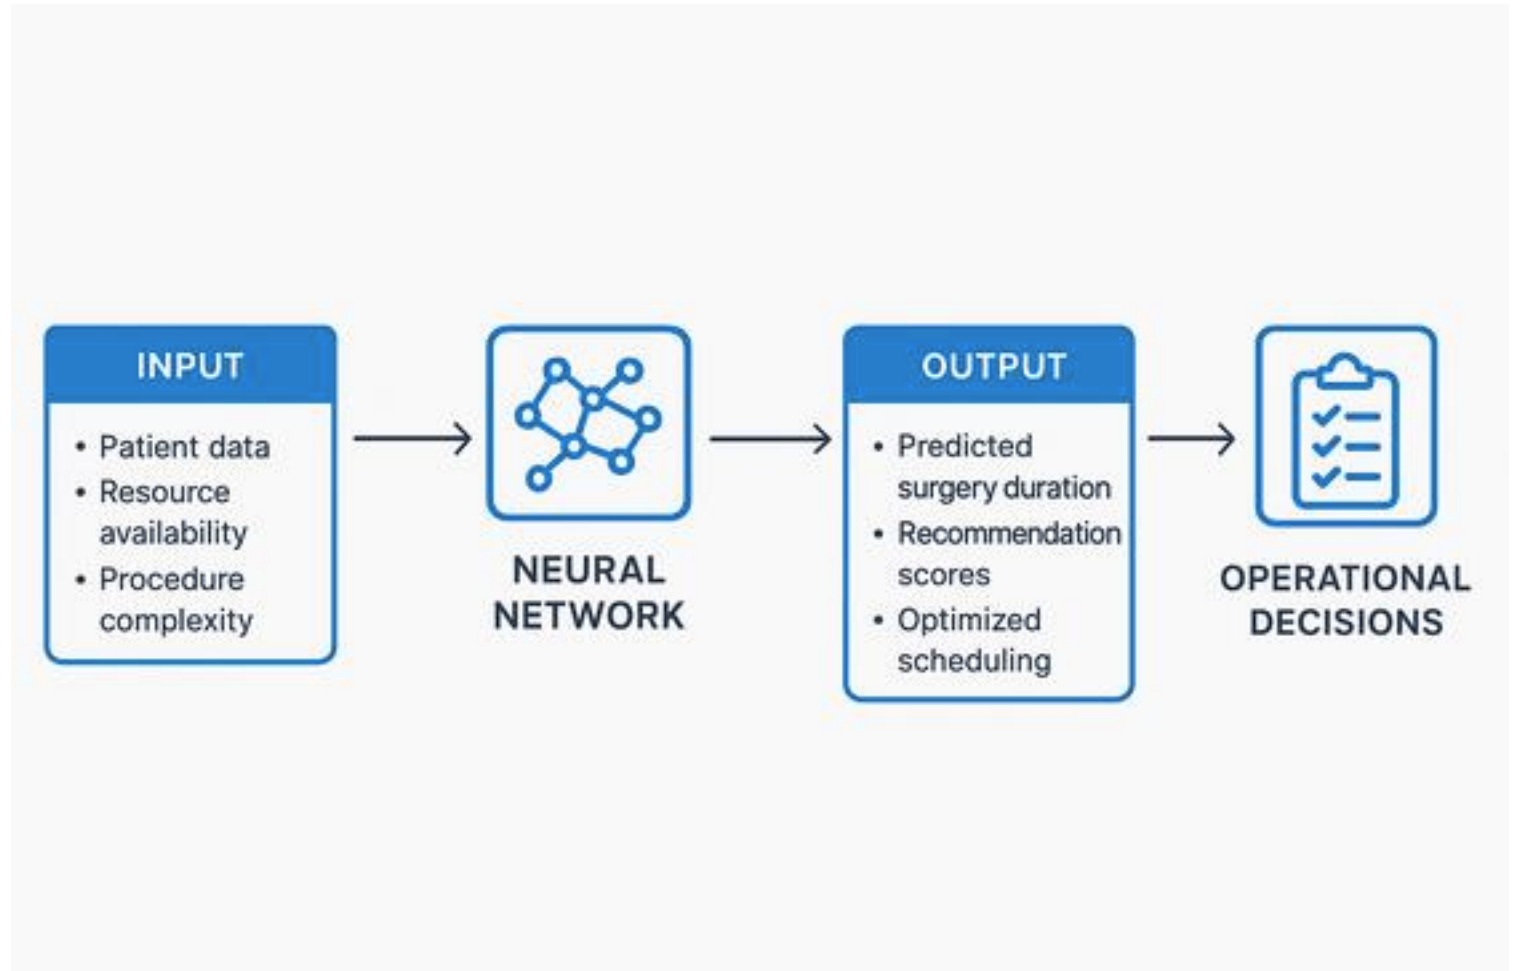 INPUT
• Patient data
• Resource
availability
• Procedure
complexity
NEURAL
NETWORK
OUTPUT
• Predicted
surgery duration
• Recommendation
scores
• Optimized
scheduling
OPERATIONAL
DECISIONS